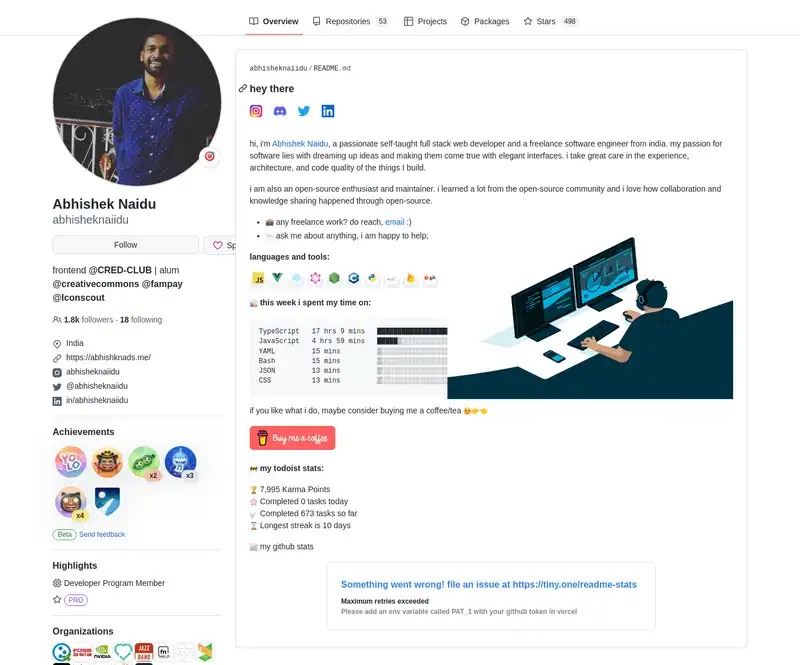 Overview
Repositories 53
Projects
Packages
Stars 498
Abhishek Naidu
abhisheknaiidu
Follow
Sp
frontend @CRED-CLUB | alum
@creativecommons @fampay
@Iconscout
1.8k followers · 18 following
India
https://abhishknads.me/
abhisheknaiidu
@abhisheknaiidu
in/abhisheknaiidu
Achievements
YOLO
x2
x3
x4
Beta Send feedback
Highlights
Developer Program Member
PRO
Organizations
FOSS ASIA
NVIDIA
JAZZ BAND
fn
abhisheknaiidu / README.md
hey there
hi, i'm Abhishek Naidu, a passionate self-taught full stack web developer and a freelance software engineer from india. my passion for
software lies with dreaming up ideas and making them come true with elegant interfaces. i take great care in the experience,
architecture, and code quality of the things I build.
i am also an open-source enthusiast and maintainer. i learned a lot from the open-source community and i love how collaboration and
knowledge sharing happened through open-source.
any freelance work? do reach, email :)
ask me about anything, i am happy to help;
languages and tools:
JS
this week i spent my time on:
TypeScript 17 hrs 9 mins
JavaScript 4 hrs 59 mins
YAML 15 mins
Bash 15 mins
JSON 13 mins
CSS 13 mins
if you like what i do, maybe consider buying me a coffee/tea
Buy me a coffee
my todoist stats:
7,995 Karma Points
Completed 0 tasks today
Completed 673 tasks so far
Longest streak is 10 days
my github stats
Something went wrong! file an issue at https://tiny.one/readme-stats
Maximum retries exceeded
Please add an env variable called PAT_1 with your github token in vercel